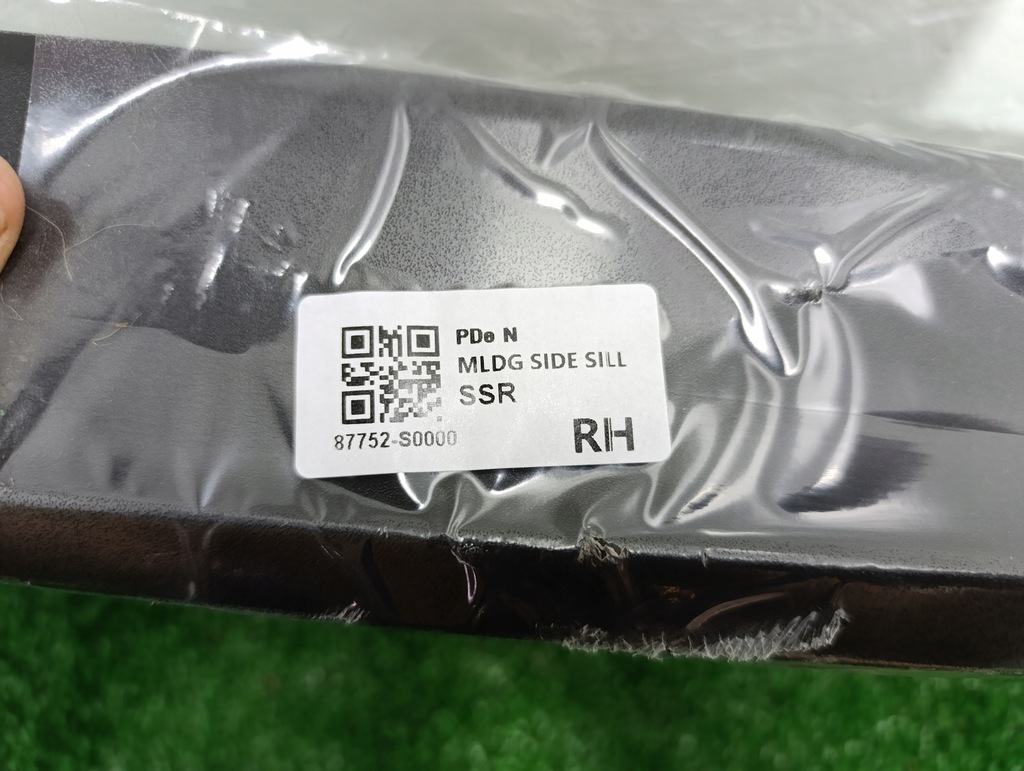 PDe N
MLDG SIDE SILL
SSR
87752-S0000
RH